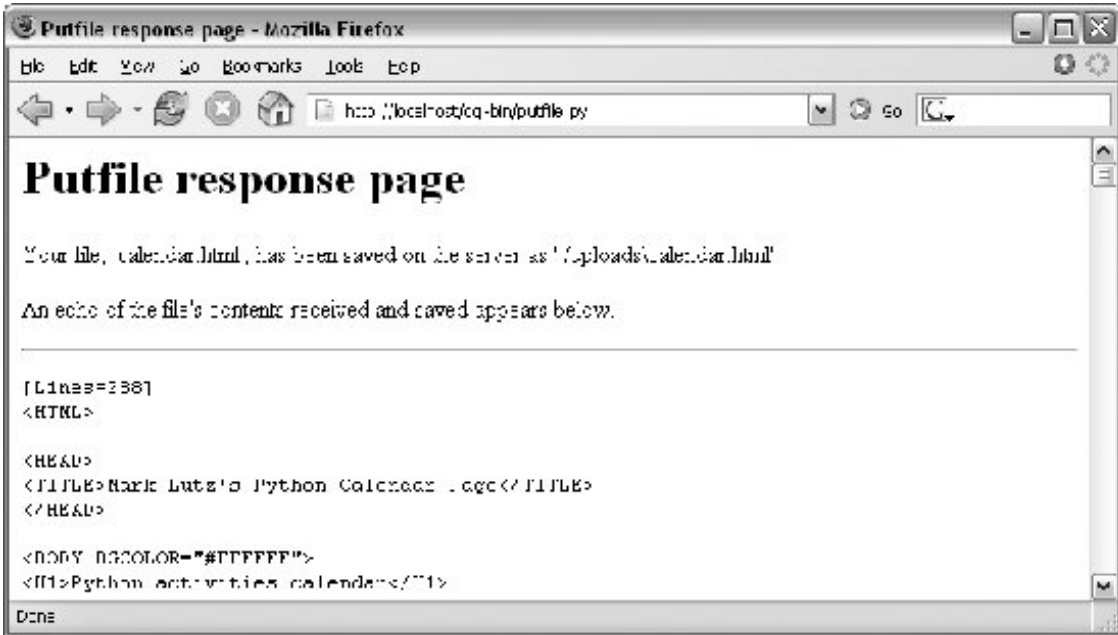 Putfile response page - Mozilla Firefox
File Edit View Go Bookmarks Tools Help
http://localhost/cgi-bin/putfile.py Go G
Putfile response page
Your file, 'calendar.html', has been saved on the server as './uploads\calendar.html'
An echo of the file's contents received and saved appears below.
[Lines=288]
<HTML>
<HEAD>
<TITLE>Mark Lutz's Python Calendar Page</TITLE>
</HEAD>
<BODY BGCOLOR="#FFFFFF">
<H1>Python activities calendar</H1>
Done